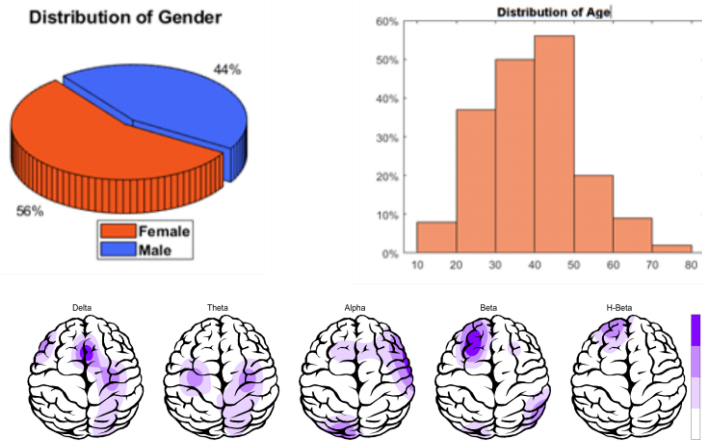 Distribution of Gender
44%
56%
Female
Male
Distribution of Age
60%
50%
40%
30%
20%
10%
0%
10 20 30 40 50 60 70 80
Delta Theta Alpha Beta H-Beta